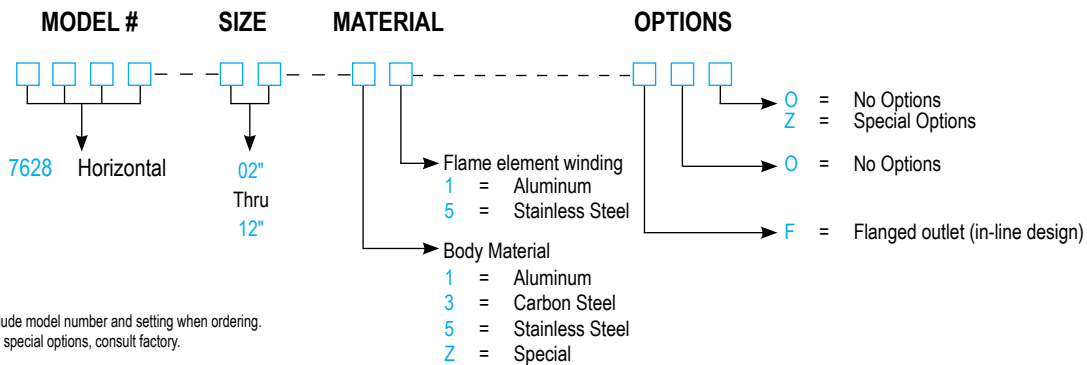 MODEL # SIZE MATERIAL OPTIONS
O = No Options
Z = Special Options
O = No Options
F = Flanged outlet (in-line design)
Flame element winding
1 = Aluminum
5 = Stainless Steel
Body Material
1 = Aluminum
3 = Carbon Steel
5 = Stainless Steel
Z = Special
7628 Horizontal
02"
Thru
12"
model number and setting when ordering.
special options, consult factory.